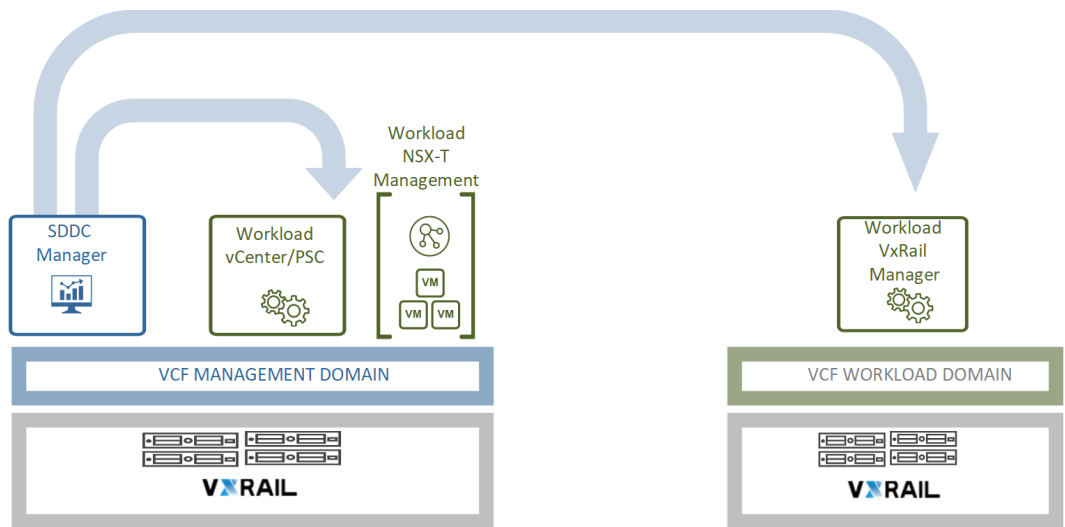 Workload
NSX-T
Management
SDDC
Manager
Workload
vCenter/PSC
VM
VM VM
Workload
VxRail
Manager
VCF MANAGEMENT DOMAIN
VCF WORKLOAD DOMAIN
VXRAIL
VXRAIL